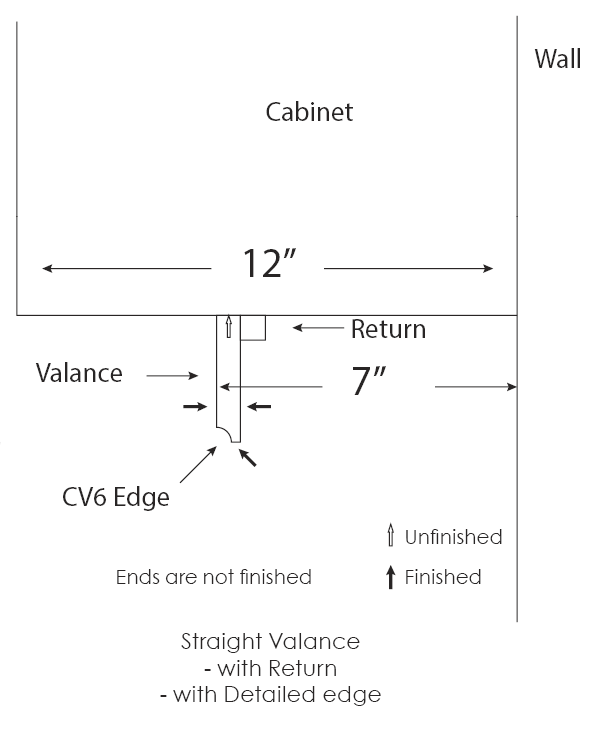 Wall
Cabinet
12”
Return
Valance
7”
CV6 Edge
Unfinished
Ends are not finished
Finished
Straight Valance
- with Return
- with Detailed edge